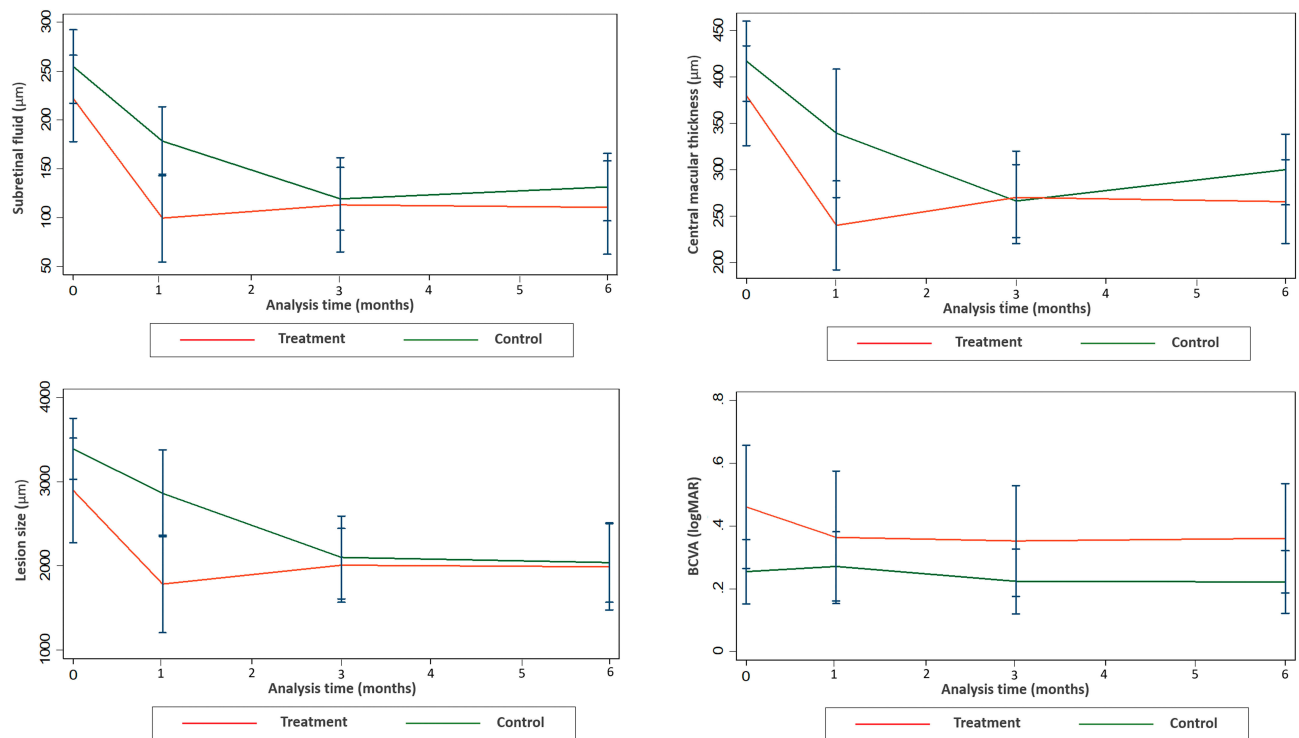 Subretinal fluid (μm)
300
250
200
150
100
50
0 1 2 3 4 5 6
Analysis time (months)
Treatment Control
Central macular thickness (μm)
450
400
350
300
250
200
0 1 2 3 4 5 6
Analysis time (months)
Treatment Control
Lesion size (μm)
4000
3000
2000
1000
0 1 2 3 4 5 6
Analysis time (months)
Treatment Control
BCVA (logMAR)
.8
.6
.4
.2
0
0 1 2 3 4 5 6
Analysis time (months)
Treatment Control